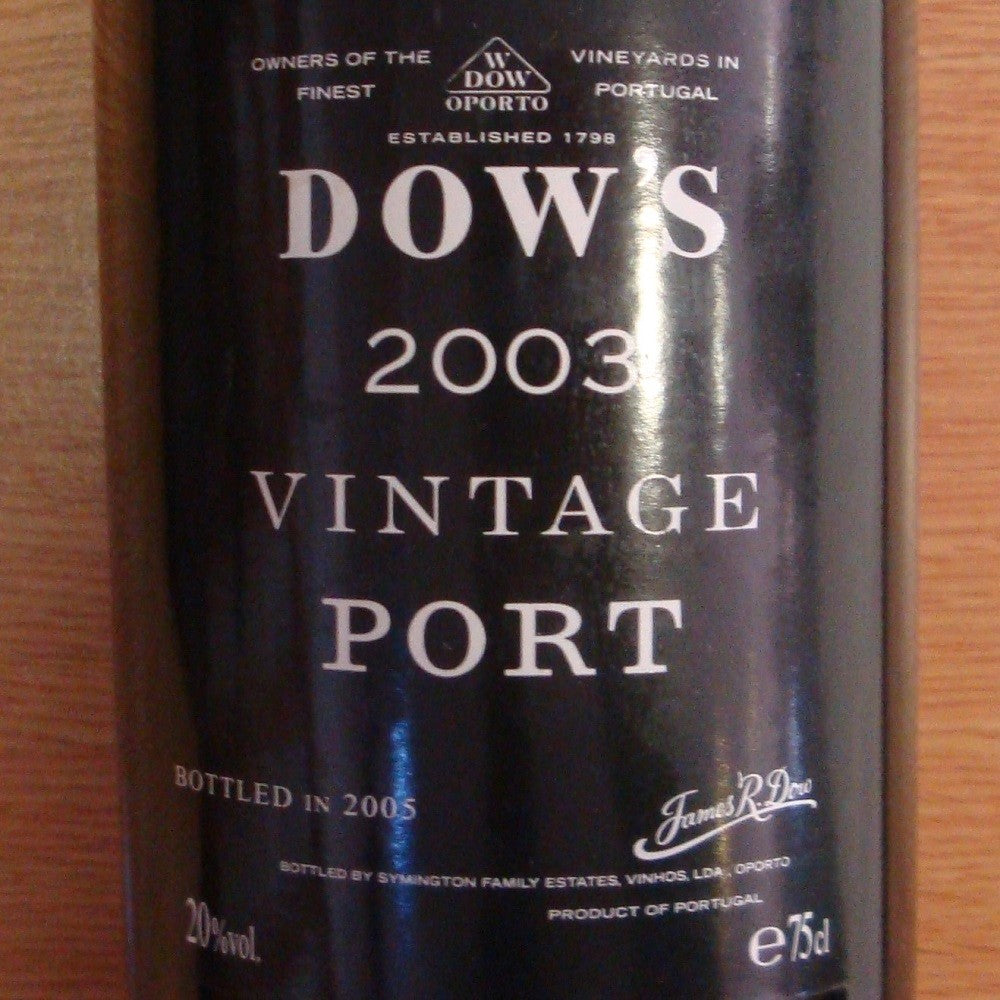 OWNERS OF THE FINEST
W
DOW
OPORTO
VINEYARDS IN PORTUGAL
ESTABLISHED 1798
DOW'S
2003
VINTAGE
PORT
BOTTLED IN 2005
James R. Dow
BOTTLED BY SYMINGTON FAMILY ESTATES, VINHOS, LDA., OPORTO
PRODUCT OF PORTUGAL
20%vol.
e75cl